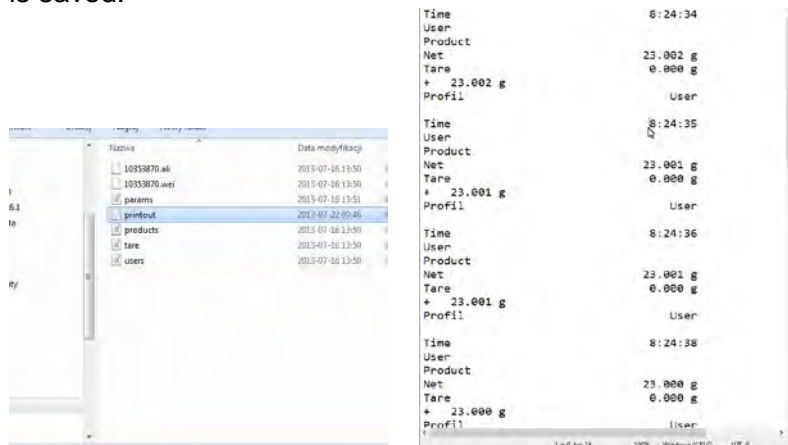 is saved.
Nazwa Data modyfikacji
10353870.ali 2013-07-16 13:50
10353870.wei 2013-07-16 13:50
params 2013-07-16 13:51
printout 2013-07-22 09:46
products 2013-07-16 13:50
tare 2013-07-16 13:50
users 2013-07-16 13:50
Time 8:24:34
User
Product
Net 23.002 g
Tare 0.000 g
+ 23.002 g
Profil User
Time 8:24:35
User
Product
Net 23.001 g
Tare 0.000 g
+ 23.001 g
Profil User
Time 8:24:36
User
Product
Net 23.001 g
Tare 0.000 g
+ 23.001 g
Profil User
Time 8:24:38
User
Product
Net 23.000 g
Tare 0.000 g
+ 23.000 g
Profil User